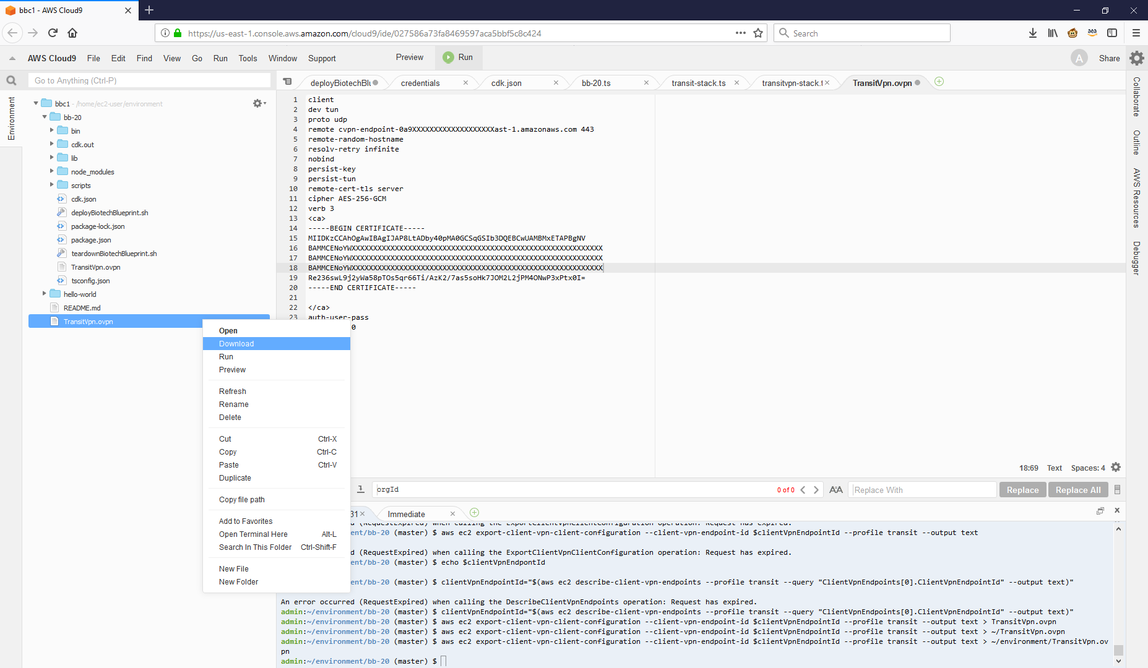 bbc1 - AWS Cloud9
https://us-east-1.console.aws.amazon.com/cloud9/ide/027586a73fa8469597aca5bbf5c8c424
Search
AWS Cloud9 File Edit Find View Go Run Tools Window Support Preview Run
A Share
Go to Anything (Ctrl-P)
deployBiotechBl credentials cdk.json bb-20.ts transit-stack.ts transitvpn-stack.t TransitVpn.ovpn
Environment
Collaborate
Outline
AWS Resources
Debugger
bbc1 - /home/ec2-user/environment
bb-20
bin
cdk.out
lib
node_modules
scripts
cdk.json
deployBiotechBlueprint.sh
package-lock.json
package.json
teardownBiotechBlueprint.sh
TransitVpn.ovpn
tsconfig.json
hello-world
README.md
TransitVpn.ovpn
Open
Download
Run
Preview
Refresh
Rename
Delete
Cut Ctrl-X
Copy Ctrl-C
Paste Ctrl-V
Duplicate
Copy file path
Add to Favorites
Open Terminal Here Alt-L
Search In This Folder Ctrl-Shift-F
New File
New Folder
1 client
2 dev tun
3 proto udp
4 remote cvpn-endpoint-0a9XXXXXXXXXXXXXXXXXXXast-1.amazonaws.com 443
5 remote-random-hostname
6 resolv-retry infinite
7 nobind
8 persist-key
9 persist-tun
10 remote-cert-tls server
11 cipher AES-256-GCM
12 verb 3
13 <ca>
14 -----BEGIN CERTIFICATE-----
15 MIIDKzCCAhOgAwIBAgIJAP8LtADby40pMA0GCSqGSIb3DQEBCwUAMBMxETAPBgNV
16 BAMMCENoYWXXXXXXXXXXXXXXXXXXXXXXXXXXXXXXXXXXXXXXXXXXXXXXXXXXXXXXXXXX
17 BAMMCENoYWXXXXXXXXXXXXXXXXXXXXXXXXXXXXXXXXXXXXXXXXXXXXXXXXXXXXXXXXXX
18 BAMMCENoYWXXXXXXXXXXXXXXXXXXXXXXXXXXXXXXXXXXXXXXXXXXXXXXXXXXXXXXXXXX
19 Re236swL9j2yWa58pTOs5qr66Ti/AzK2/7as5soHk7JOM2L2jPM4ONwP3xPtx0I=
20 -----END CERTIFICATE-----
21
22 </ca>
23 auth-user-pass
0
18:69 Text Spaces: 4
orgId 0 of 0 Replace With Replace Replace All
31 Immediate
d (RequestExpired) when calling the ExportClientVpnClientConfiguration operation: Request has expired.
ent/bb-20 (master) $ aws ec2 export-client-vpn-client-configuration --client-vpn-endpoint-id $clientVpnEndpointId --profile transit --output text
d (RequestExpired) when calling the ExportClientVpnClientConfiguration operation: Request has expired.
ent/bb-20 (master) $ echo $clientVpnEndpontId
ent/bb-20 (master) $ clientVpnEndpointId="$(aws ec2 describe-client-vpn-endpoints --profile transit --query "ClientVpnEndpoints[0].ClientVpnEndpointId" --output text)"
An error occurred (RequestExpired) when calling the DescribeClientVpnEndpoints operation: Request has expired.
admin:~/environment/bb-20 (master) $ clientVpnEndpointId="$(aws ec2 describe-client-vpn-endpoints --profile transit --query "ClientVpnEndpoints[0].ClientVpnEndpointId" --output text)"
admin:~/environment/bb-20 (master) $ aws ec2 export-client-vpn-client-configuration --client-vpn-endpoint-id $clientVpnEndpointId --profile transit --output text > TransitVpn.ovpn
admin:~/environment/bb-20 (master) $ aws ec2 export-client-vpn-client-configuration --client-vpn-endpoint-id $clientVpnEndpointId --profile transit --output text > ~/TransitVpn.ovpn
admin:~/environment/bb-20 (master) $ aws ec2 export-client-vpn-client-configuration --client-vpn-endpoint-id $clientVpnEndpointId --profile transit --output text > ~/environment/TransitVpn.ov
pn
admin:~/environment/bb-20 (master) $